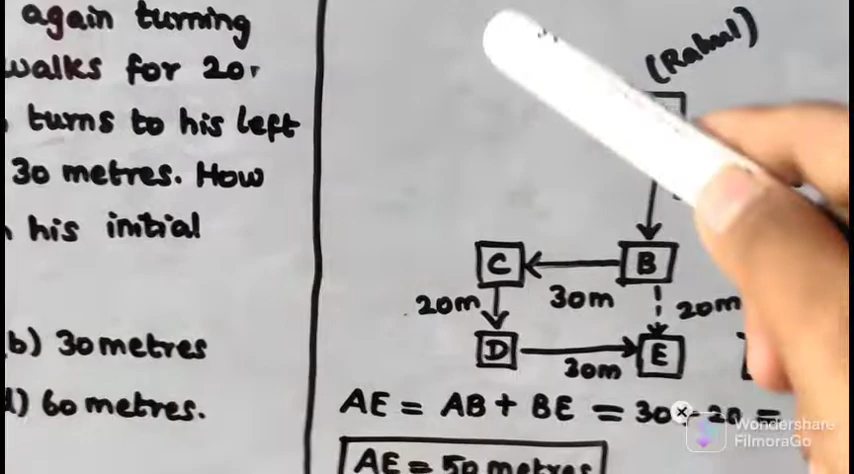 again turning
walks for 20
turns to his left
30 metres. How
his initial
b) 30 metres
d) 60 metres.
(Rahul)
C
B
20m
30m
20m
D
E
30m
AE = AB + BE = 30 + 20 =
AE = 50 metres
Wondershare
FilmoraGo